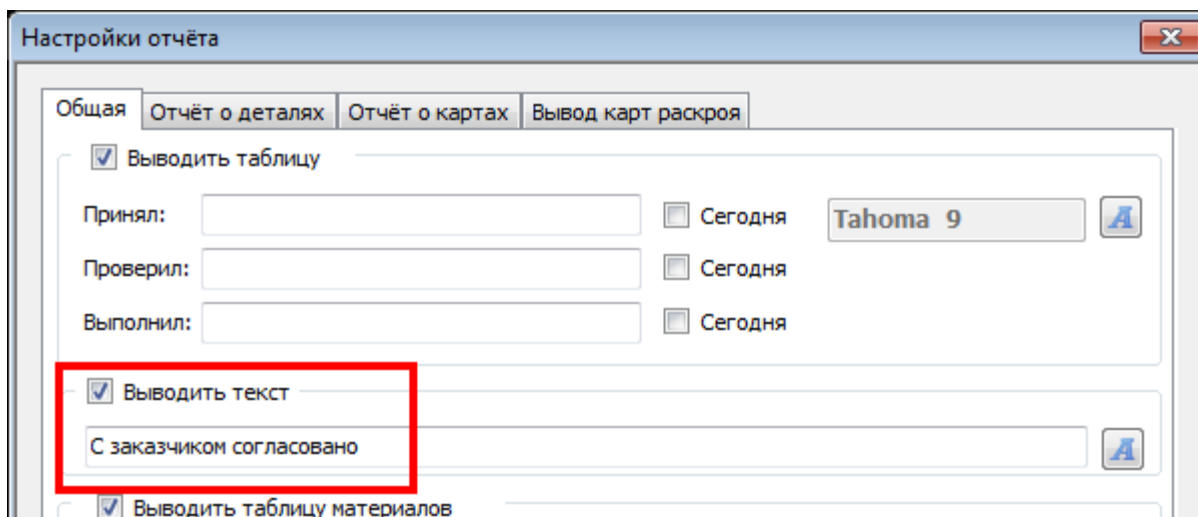 Настройки отчёта
Общая Отчёт о деталях Отчёт о картах Вывод карт раскроя
Выводить таблицу
Принял: Сегодня Tahoma 9 A
Проверил: Сегодня
Выполнил: Сегодня
Выводить текст
С заказчиком согласовано A
Выводить таблицу материалов